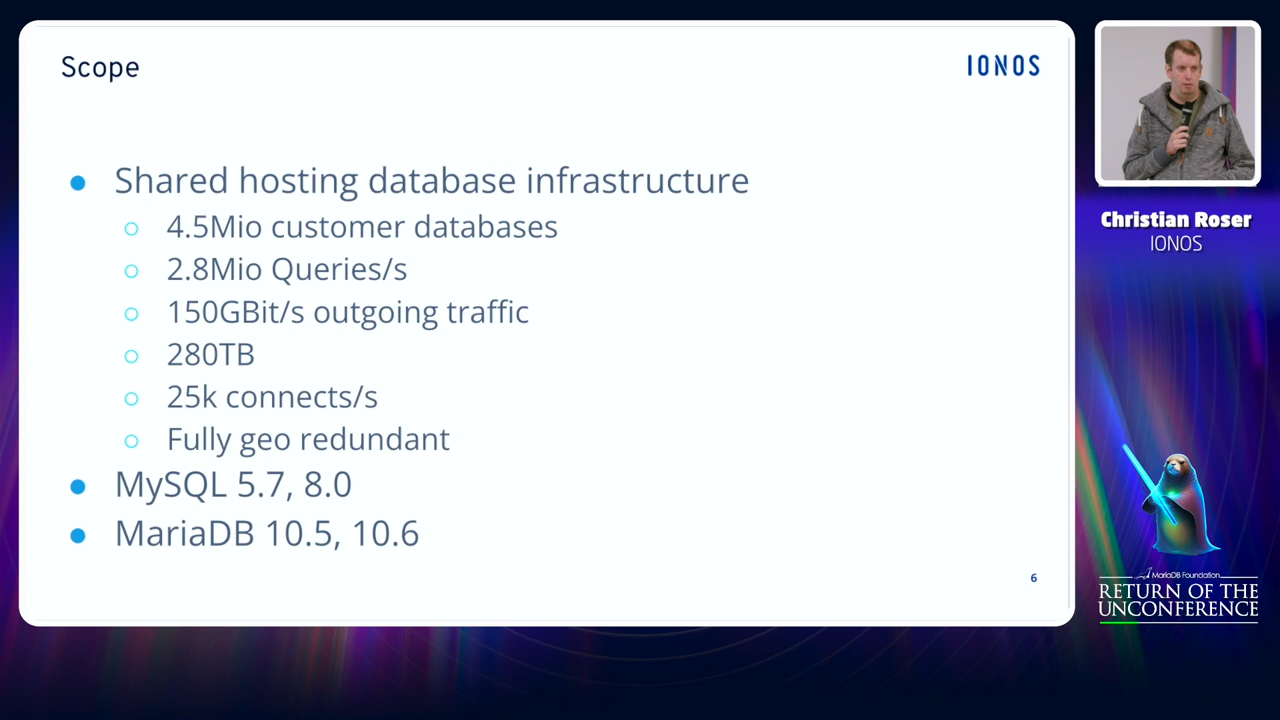 Scope
IONOS
Shared hosting database infrastructure
4.5Mio customer databases
2.8Mio Queries/s
150GBit/s outgoing traffic
280TB
25k connects/s
Fully geo redundant
MySQL 5.7, 8.0
MariaDB 10.5, 10.6
6
Christian Roser
IONOS
MariaDB Foundation
RETURN OF THE
UNCONFERENCE